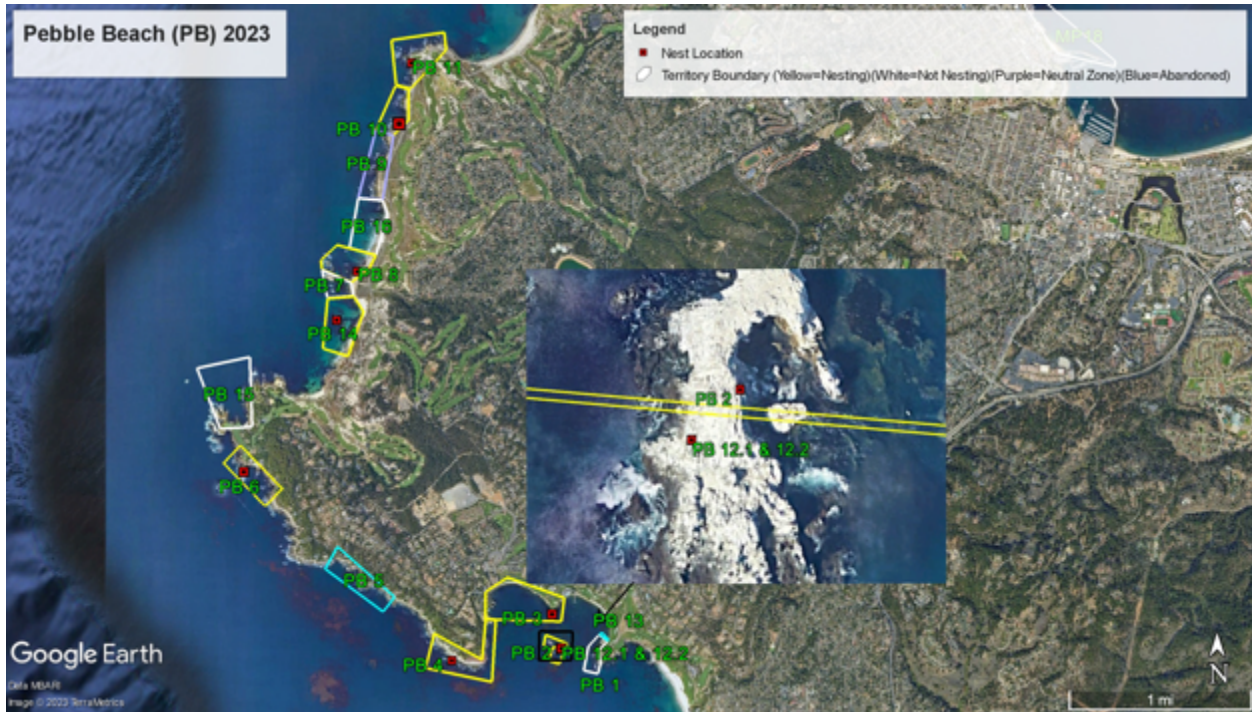 Pebble Beach (PB) 2023
Legend
Nest Location
Territory Boundary (Yellow=Nesting)(White=Not Nesting)(Purple=Neutral Zone)(Blue=Abandoned)
PB 11
PB 10
PB 9
PB 16
PB 8
PB 7
PB 14
PB 15
PB 6
PB 5
PB 2
PB 12.1 & 12.2
PB 3
PB 13
PB 4
PB 2
PB 12.1 & 12.2
PB 1
Google Earth
Data MBARI
Image © 2023 TerraMetrics
N
1 mi